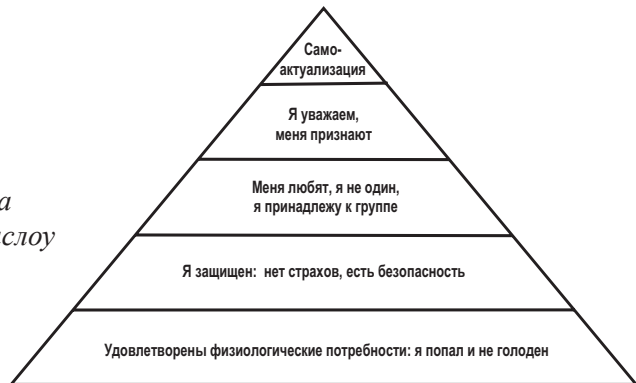 Само-
актуализация
Я уважаем,
меня признают
Меня любят, я не один,
я принадлежу к группе
Я защищен: нет страхов, есть безопасность
Удовлетворены физиологические потребности: я попал и не голоден